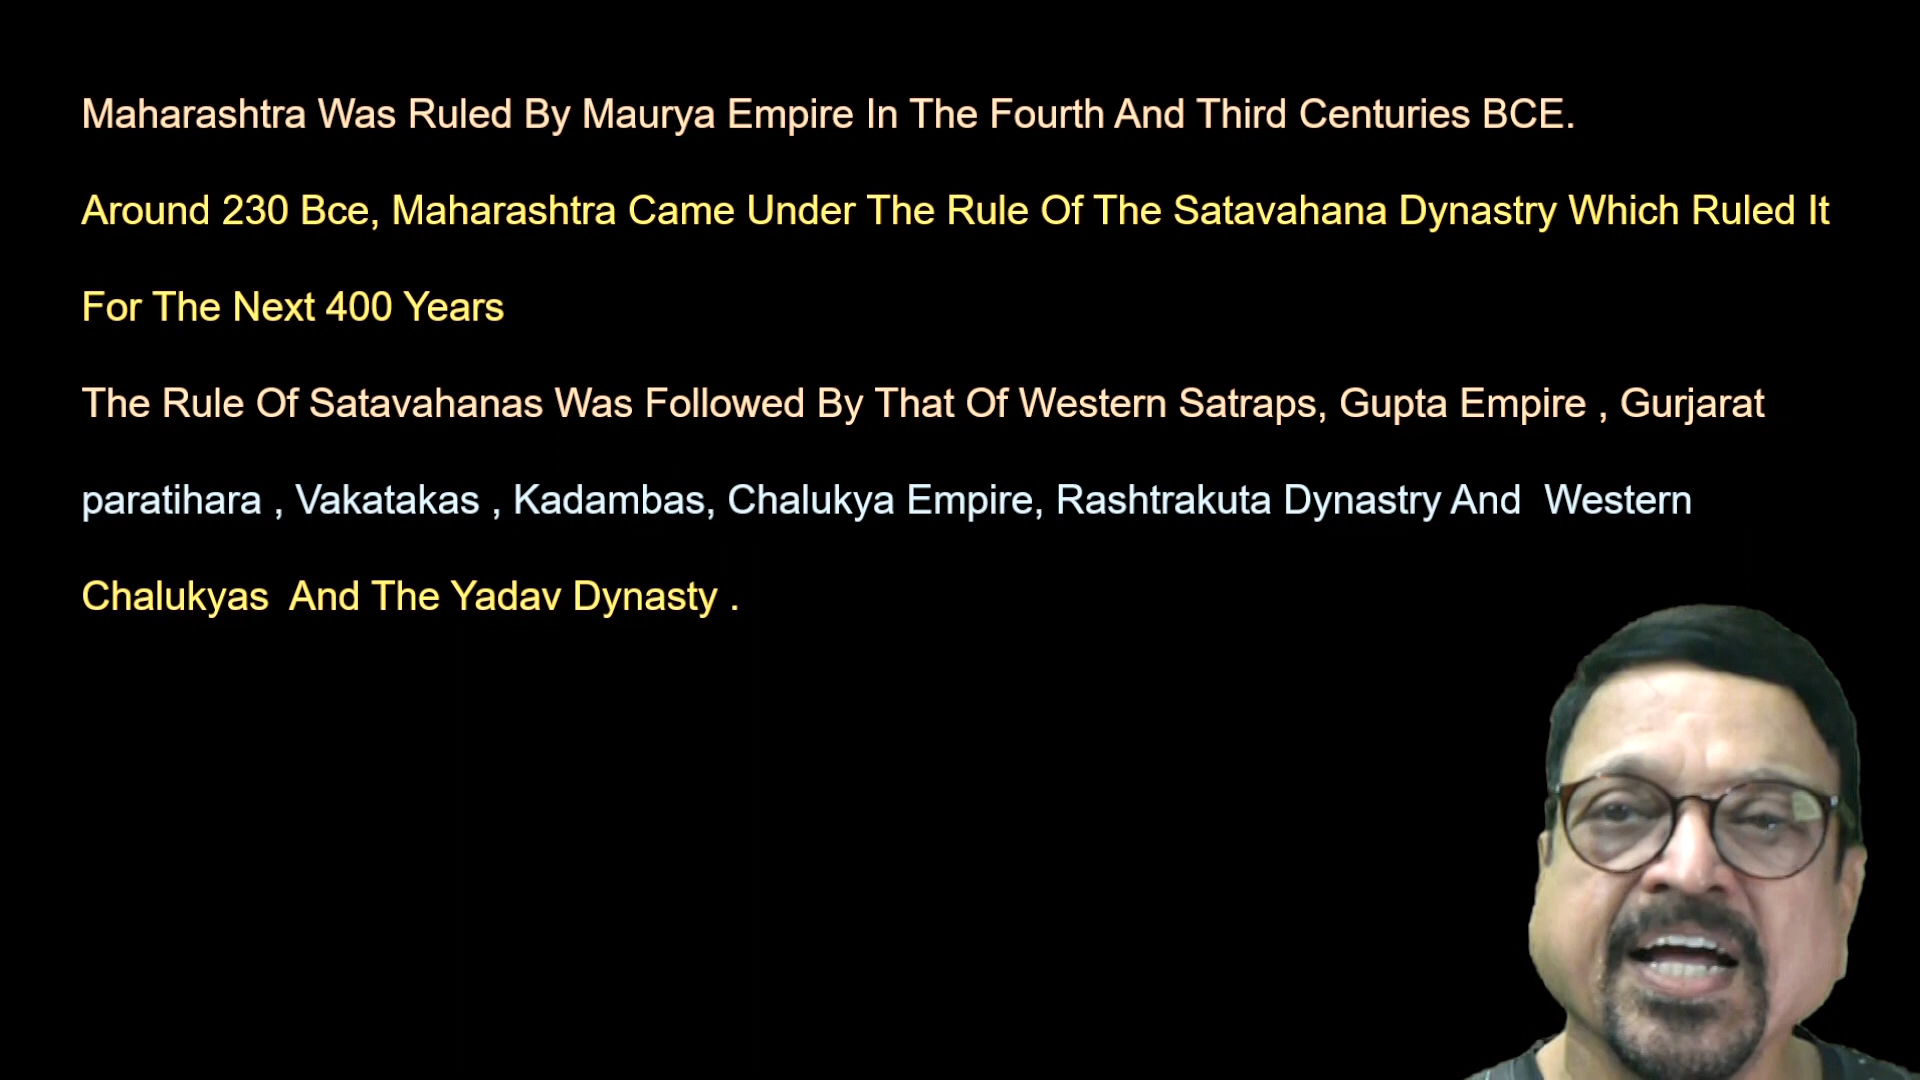 Maharashtra Was Ruled By Maurya Empire In The Fourth And Third Centuries BCE.
Around 230 Bce, Maharashtra Came Under The Rule Of The Satavahana Dynastry Which Ruled It
For The Next 400 Years
The Rule Of Satavahanas Was Followed By That Of Western Satraps, Gupta Empire , Gurjarat
paratihara , Vakatakas , Kadambas, Chalukya Empire, Rashtrakuta Dynastry And  Western
Chalukyas  And The Yadav Dynasty .